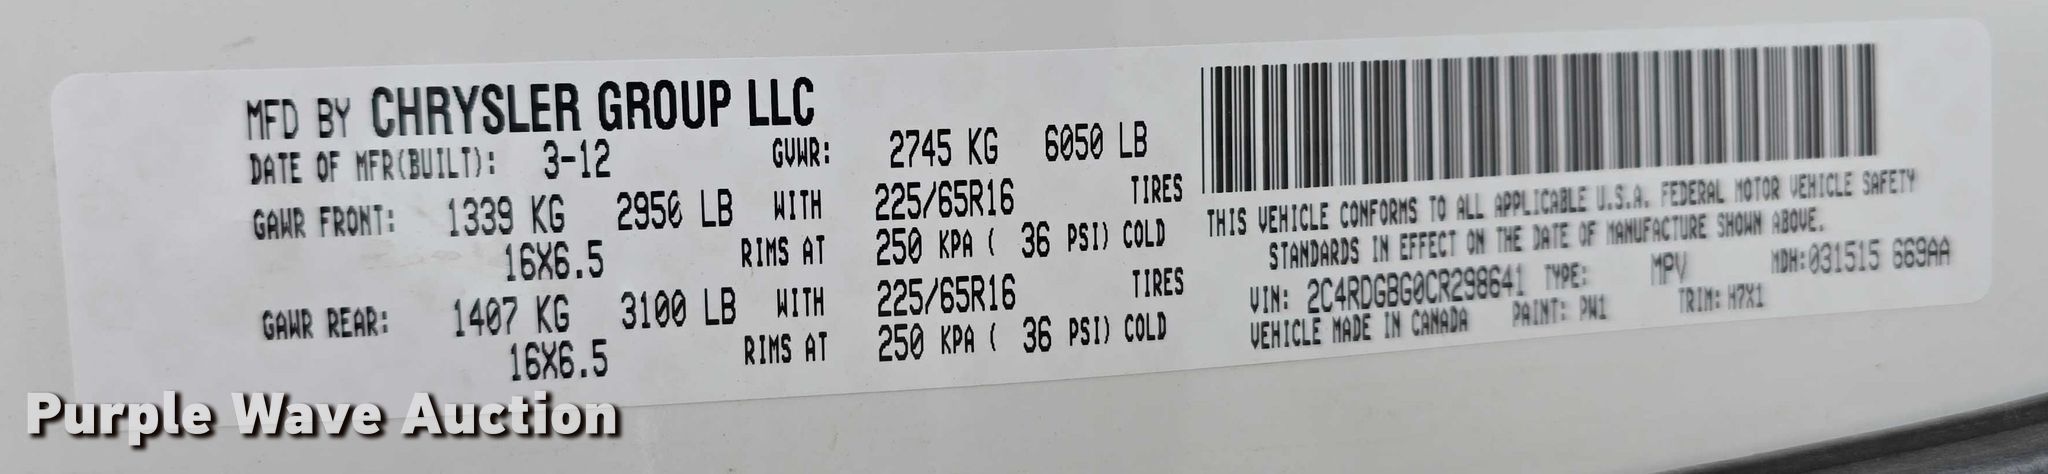 MFD BY CHRYSLER GROUP LLC
DATE OF MFR(BUILT): 3-12 GVWR: 2745 KG 6050 LB
GAWR FRONT: 1339 KG 2950 LB WITH 225/65R16 TIRES
16X6.5 RIMS AT 250 KPA ( 36 PSI) COLD
GAWR REAR: 1407 KG 3100 LB WITH 225/65R16 TIRES
16X6.5 RIMS AT 250 KPA ( 36 PSI) COLD
THIS VEHICLE CONFORMS TO ALL APPLICABLE U.S.A. FEDERAL MOTOR VEHICLE SAFETY
STANDARDS IN EFFECT ON THE DATE OF MANUFACTURE SHOWN ABOVE.
VIN: 2C4RDGBG0CR298641 TYPE: MPV MDH:031515 669AA
VEHICLE MADE IN CANADA PAINT: PW1 TRIM: H7X1
Purple Wave Auction